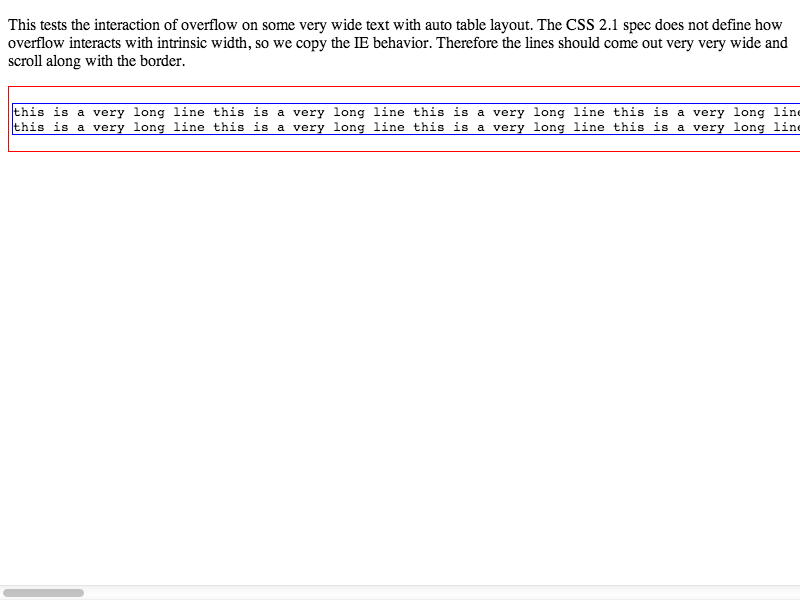 This tests the interaction of overflow on some very wide text with auto table layout. The CSS 2.1 spec does not define how
overflow interacts with intrinsic width, so we copy the IE behavior. Therefore the lines should come out very very wide and
scroll along with the border.
this is a very long line this is a very long line this is a very long line this is a very long line
this is a very long line this is a very long line this is a very long line this is a very long line